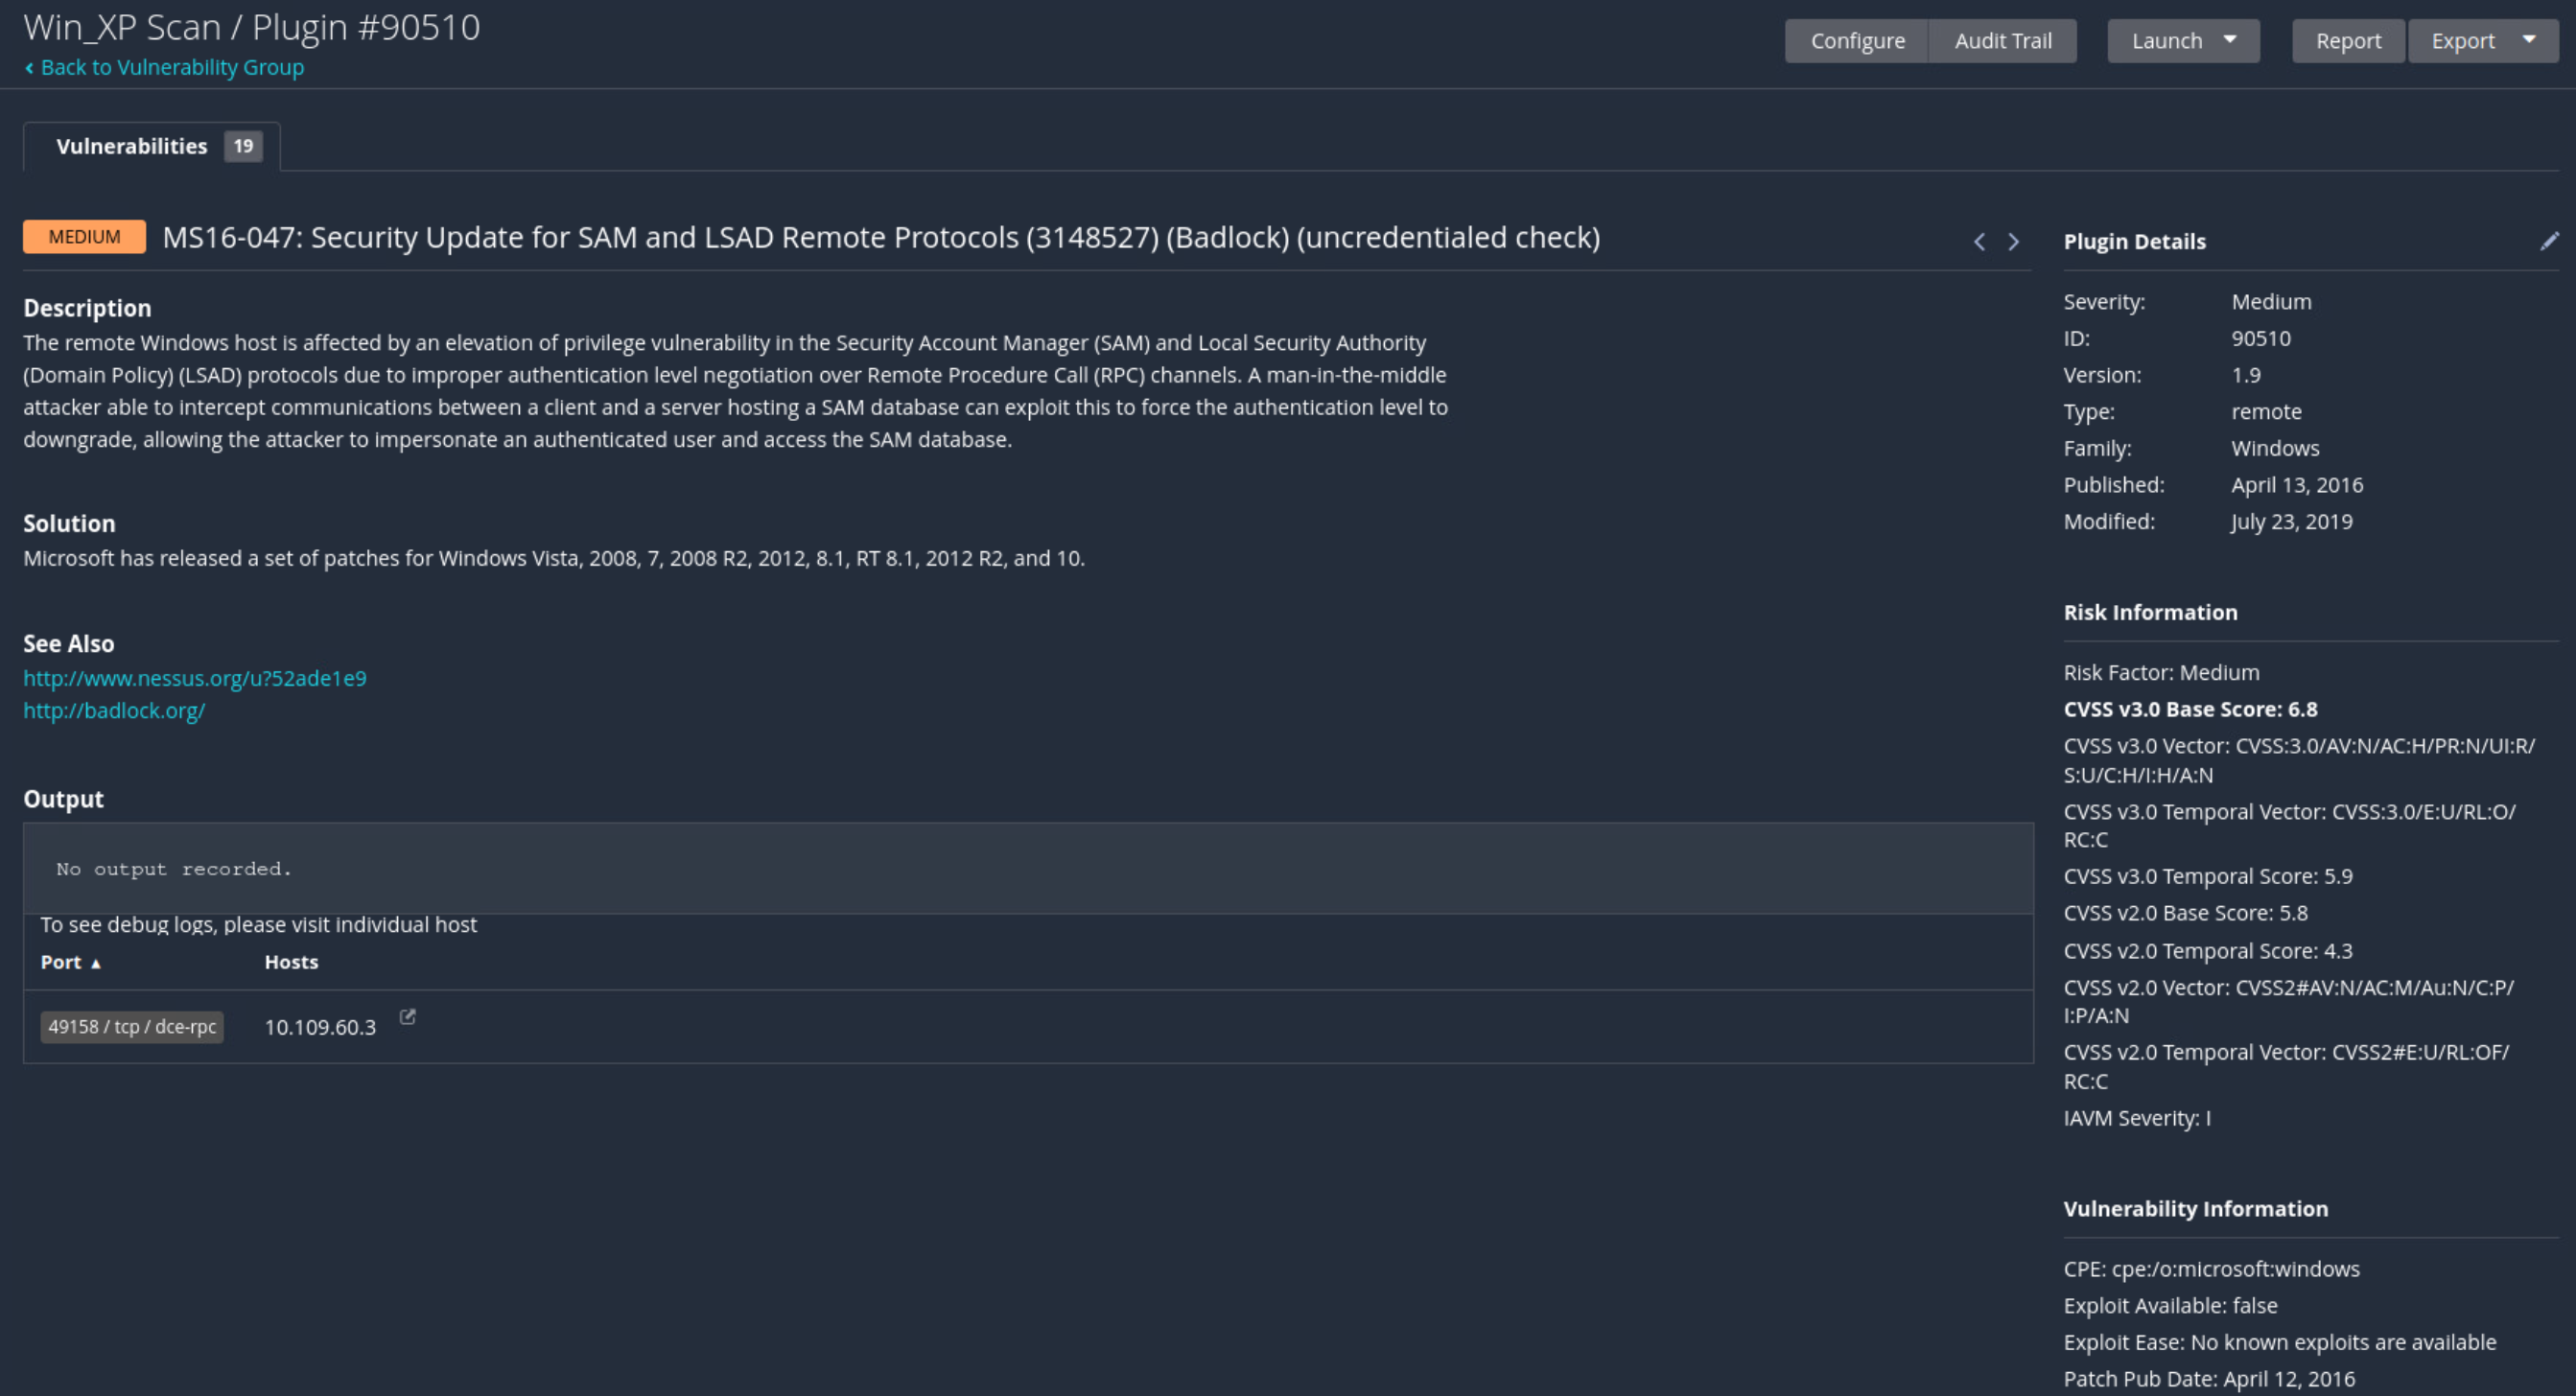 Win_XP Scan / Plugin #90510
‹ Back to Vulnerability Group
Configure
Audit Trail
Launch
Report
Export
Vulnerabilities 19
MEDIUM
MS16-047: Security Update for SAM and LSAD Remote Protocols (3148527) (Badlock) (uncredentialed check)
Description
The remote Windows host is affected by an elevation of privilege vulnerability in the Security Account Manager (SAM) and Local Security Authority
(Domain Policy) (LSAD) protocols due to improper authentication level negotiation over Remote Procedure Call (RPC) channels. A man-in-the-middle
attacker able to intercept communications between a client and a server hosting a SAM database can exploit this to force the authentication level to
downgrade, allowing the attacker to impersonate an authenticated user and access the SAM database.
Solution
Microsoft has released a set of patches for Windows Vista, 2008, 7, 2008 R2, 2012, 8.1, RT 8.1, 2012 R2, and 10.
See Also
http://www.nessus.org/u?52ade1e9
http://badlock.org/
Output
No output recorded.
To see debug logs, please visit individual host
Port ▲ Hosts
49158 / tcp / dce-rpc 10.109.60.3
Plugin Details
Severity: Medium
ID: 90510
Version: 1.9
Type: remote
Family: Windows
Published: April 13, 2016
Modified: July 23, 2019
Risk Information
Risk Factor: Medium
CVSS v3.0 Base Score: 6.8
CVSS v3.0 Vector: CVSS:3.0/AV:N/AC:H/PR:N/UI:R/
S:U/C:H/I:H/A:N
CVSS v3.0 Temporal Vector: CVSS:3.0/E:U/RL:O/
RC:C
CVSS v3.0 Temporal Score: 5.9
CVSS v2.0 Base Score: 5.8
CVSS v2.0 Temporal Score: 4.3
CVSS v2.0 Vector: CVSS2#AV:N/AC:M/Au:N/C:P/
I:P/A:N
CVSS v2.0 Temporal Vector: CVSS2#E:U/RL:OF/
RC:C
IAVM Severity: I
Vulnerability Information
CPE: cpe:/o:microsoft:windows
Exploit Available: false
Exploit Ease: No known exploits are available
Patch Pub Date: April 12, 2016